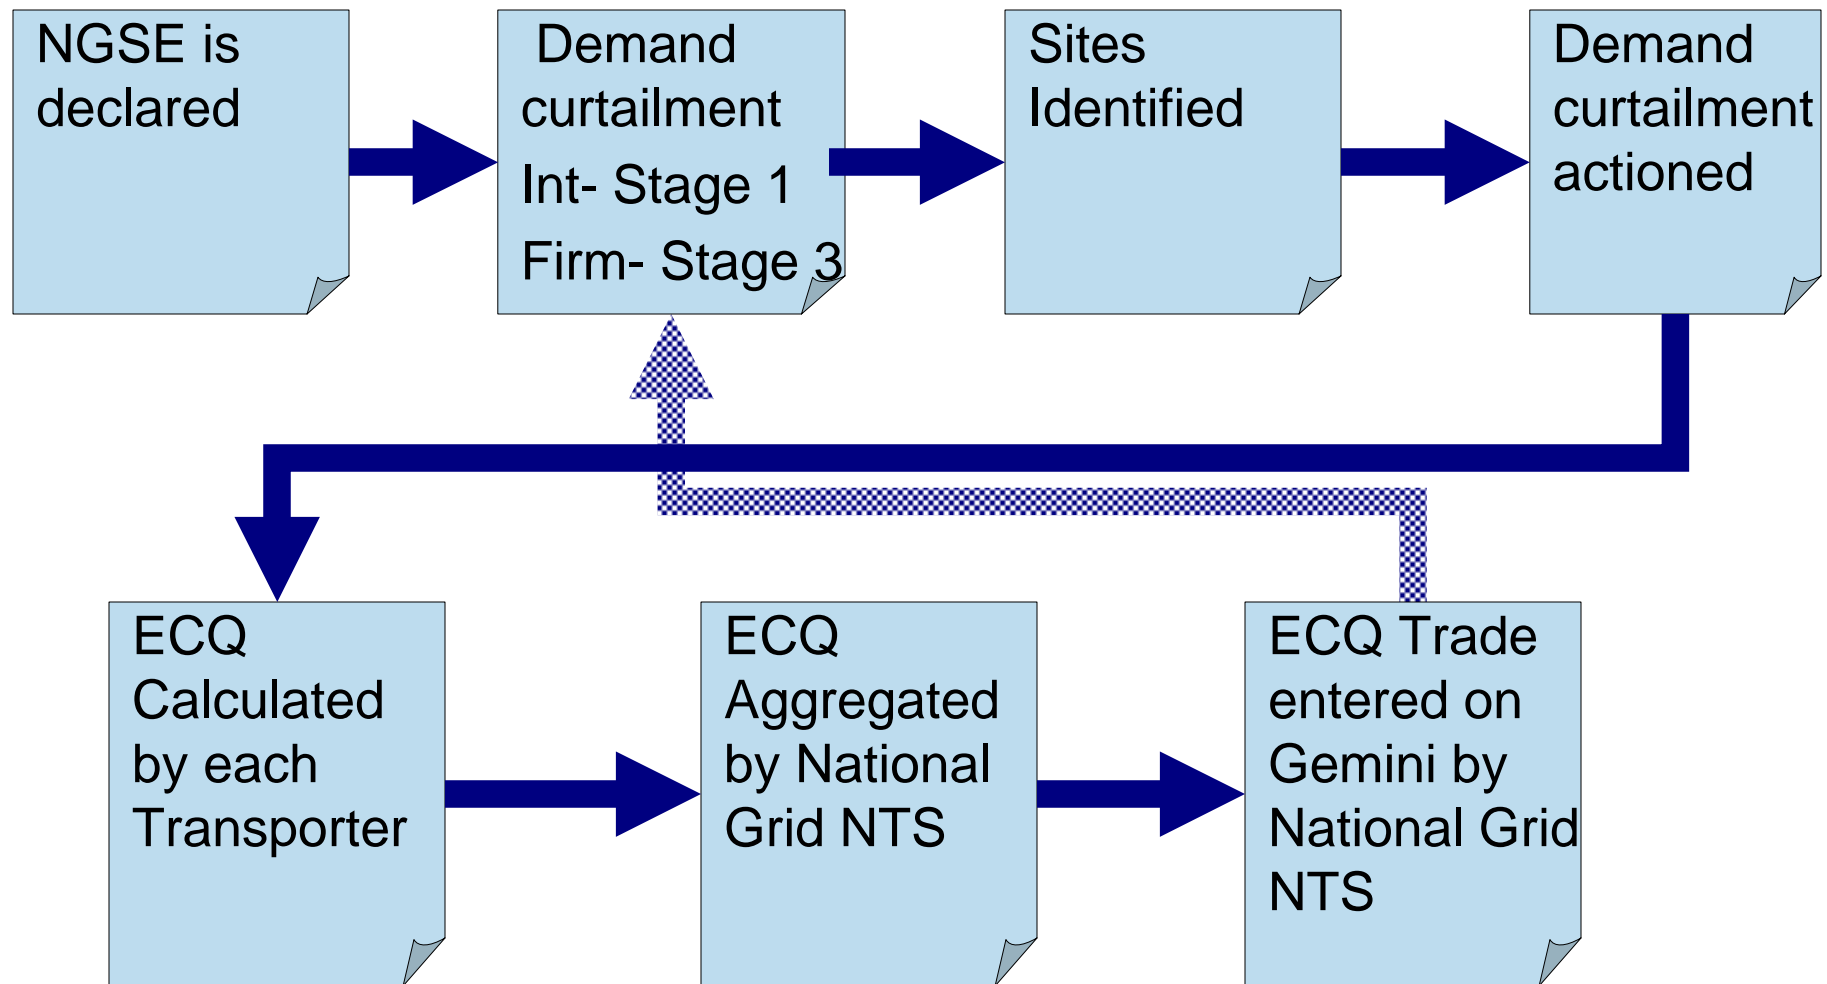 NGSE is
declared
Demand
curtailment
Int- Stage 1
Firm- Stage 3
Sites
Identified
Demand
curtailment
actioned
ECQ
Calculated
by each
Transporter
ECQ
Aggregated
by National
Grid NTS
ECQ Trade
entered on
Gemini by
National Grid
NTS